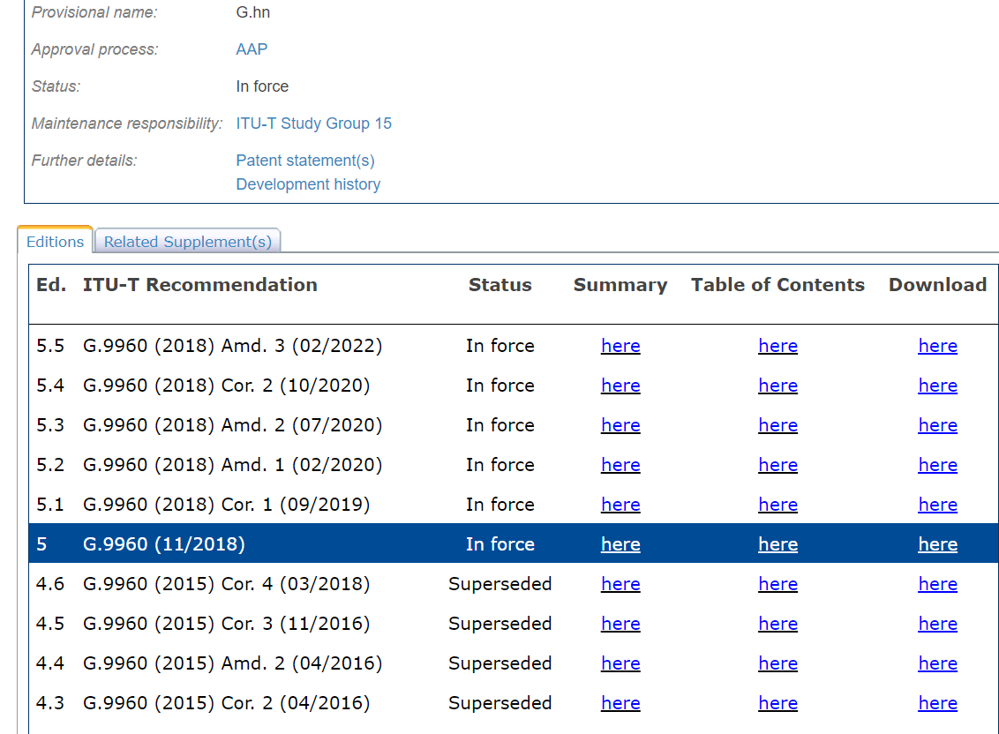 Provisional name: G.hn
Approval process: AAP
Status: In force
Maintenance responsibility: ITU-T Study Group 15
Further details: Patent statement(s)
Development history
Editions Related Supplement(s)
Ed. ITU-T Recommendation Status Summary Table of Contents Download
5.5 G.9960 (2018) Amd. 3 (02/2022) In force here here here
5.4 G.9960 (2018) Cor. 2 (10/2020) In force here here here
5.3 G.9960 (2018) Amd. 2 (07/2020) In force here here here
5.2 G.9960 (2018) Amd. 1 (02/2020) In force here here here
5.1 G.9960 (2018) Cor. 1 (09/2019) In force here here here
5 G.9960 (11/2018) In force here here here
4.6 G.9960 (2015) Cor. 4 (03/2018) Superseded here here here
4.5 G.9960 (2015) Cor. 3 (11/2016) Superseded here here here
4.4 G.9960 (2015) Amd. 2 (04/2016) Superseded here here here
4.3 G.9960 (2015) Cor. 2 (04/2016) Superseded here here here